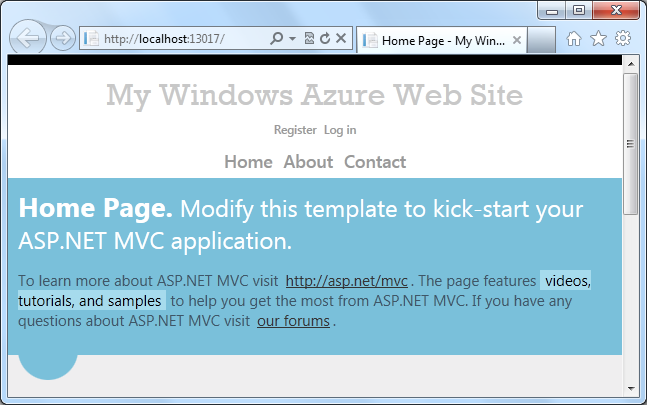 http://localhost:13017/
Home Page - My Win...
My Windows Azure Web Site
Register Log in
Home About Contact
Home Page. Modify this template to kick-start your
ASP.NET MVC application.
To learn more about ASP.NET MVC visit http://asp.net/mvc . The page features videos,
tutorials, and samples to help you get the most from ASP.NET MVC. If you have any
questions about ASP.NET MVC visit our forums .